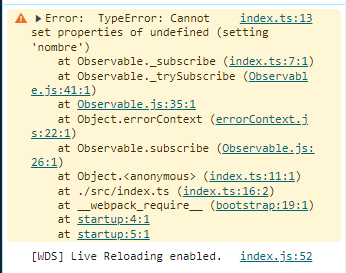 ▶Error:  TypeError: Cannot index.ts:13
set properties of undefined (setting
'nombre')
at Observable._subscribe (index.ts:7:1)
at Observable._trySubscribe (Observabl
e.js:41:1)
at Observable.js:35:1
at Object.errorContext (errorContext.j
s:22:1)
at Observable.subscribe (Observable.js:
26:1)
at Object.<anonymous> (index.ts:11:1)
at ./src/index.ts (index.ts:16:2)
at __webpack_require__ (bootstrap:19:1)
at startup:4:1
at startup:5:1
[WDS] Live Reloading enabled. index.js:52